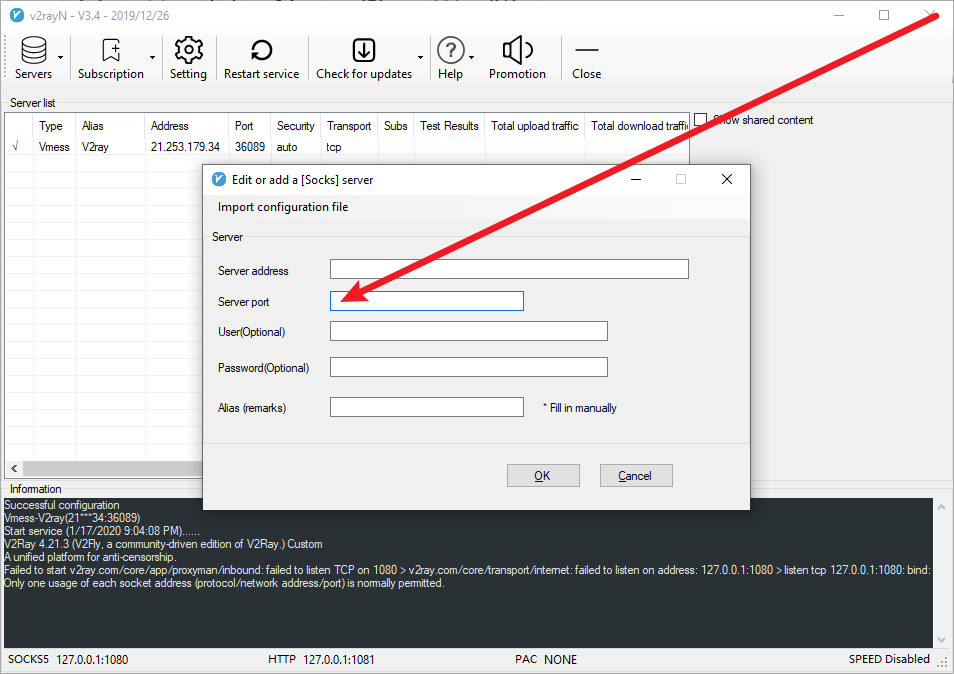 v2rayN - V3.4 - 2019/12/26
Servers Subscription Setting Restart service Check for updates Help Promotion Close
Server list
Type Alias Address Port Security Transport Subs Test Results Total upload traffic Total download traffic
√ Vmess V2ray 21.253.179.34 36089 auto tcp
Show shared content
Edit or add a [Socks] server
Import configuration file
Server
Server address
Server port
User(Optional)
Password(Optional)
Alias (remarks) * Fill in manually
OK Cancel
Information
Successful configuration
Vmess-V2ray(21***34:36089)
Start service (1/17/2020 9:04:08 PM)......
V2Ray 4.21.3 (V2Fly, a community-driven edition of V2Ray.) Custom
A unified platform for anti-censorship.
Failed to start v2ray.com/core/app/proxyman/inbound: failed to listen TCP on 1080 > v2ray.com/core/transport/internet: failed to listen on address: 127.0.0.1:1080 > listen tcp 127.0.0.1:1080: bind:
Only one usage of each socket address (protocol/network address/port) is normally permitted.
SOCKS5 127.0.0.1:1080 HTTP 127.0.0.1:1081 PAC NONE SPEED Disabled